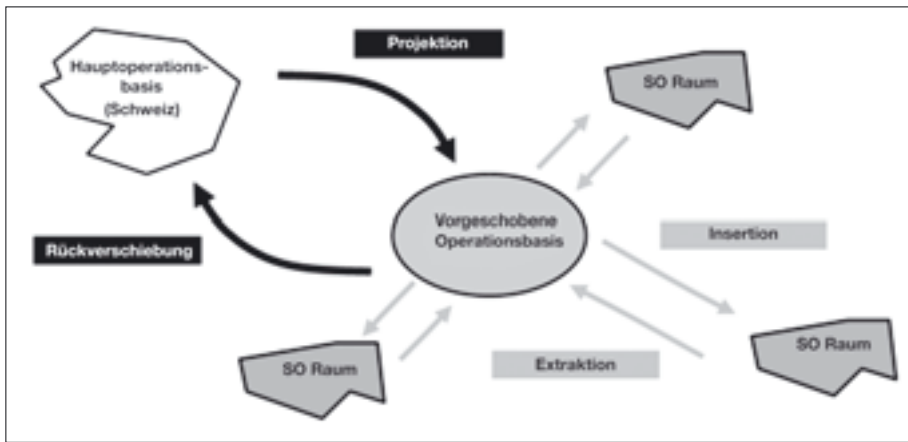 Projektion
Hauptoperations-
basis
(Schweiz)
SO Raum
Vorgeschobene
Operationsbasis
Insertion
Rückverschiebung
SO Raum
Extraktion
SO Raum